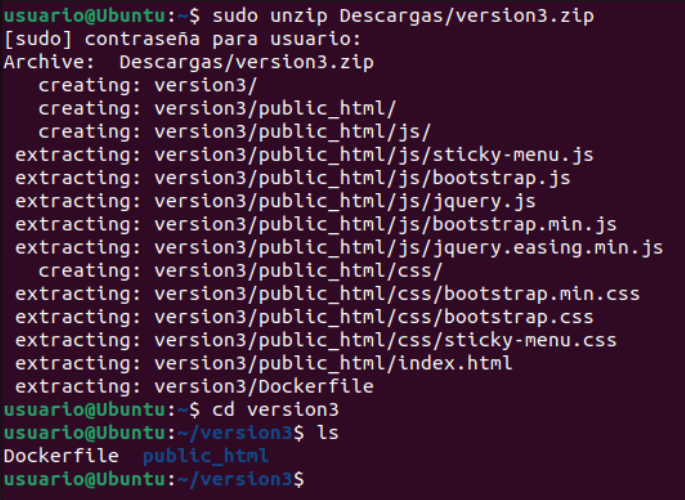 usuario@Ubuntu:~$ sudo unzip Descargas/version3.zip
[sudo] contraseña para usuario:
Archive:  Descargas/version3.zip
   creating: version3/
   creating: version3/public_html/
   creating: version3/public_html/js/
 extracting: version3/public_html/js/sticky-menu.js
 extracting: version3/public_html/js/bootstrap.js
 extracting: version3/public_html/js/jquery.js
 extracting: version3/public_html/js/bootstrap.min.js
 extracting: version3/public_html/js/jquery.easing.min.js
   creating: version3/public_html/css/
 extracting: version3/public_html/css/bootstrap.min.css
 extracting: version3/public_html/css/bootstrap.css
 extracting: version3/public_html/css/sticky-menu.css
 extracting: version3/public_html/index.html
 extracting: version3/Dockerfile
usuario@Ubuntu:~$ cd version3
usuario@Ubuntu:~/version3$ ls
Dockerfile  public_html
usuario@Ubuntu:~/version3$